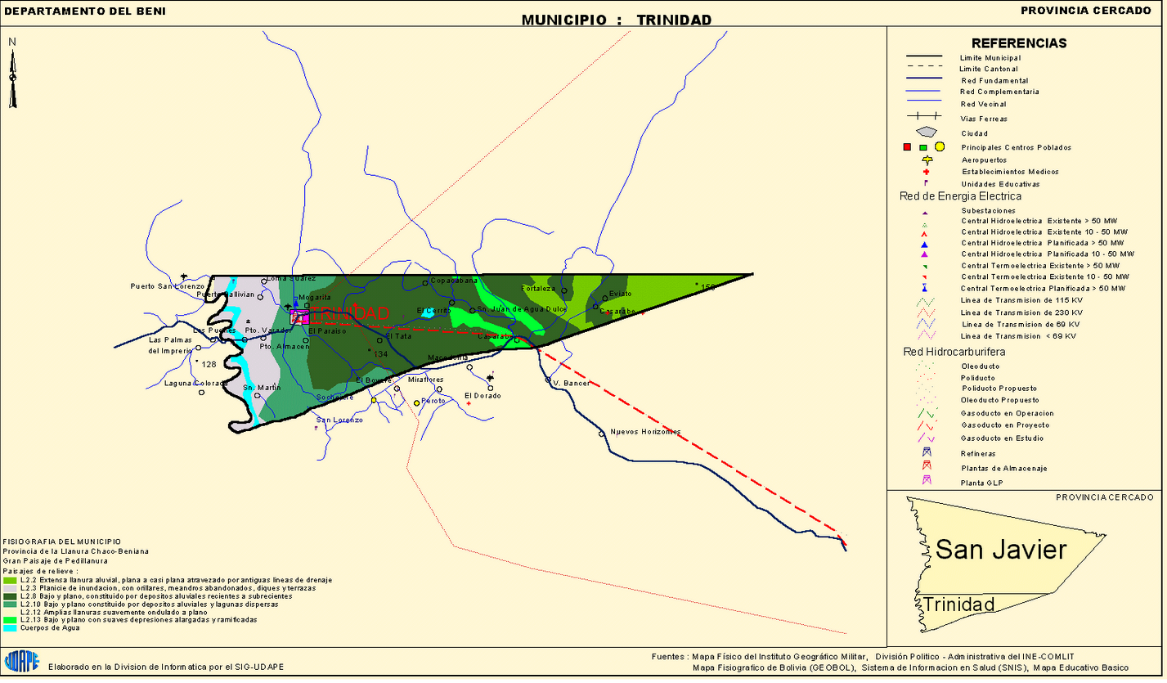 DEPARTAMENTO DEL BENI
MUNICIPIO : TRINIDAD
PROVINCIA CERCADO
N
REFERENCIAS
Limite Municipal
Limite Cantonal
Red Fundamental
Red Complementaria
Red Vecinal
Vias Ferreas
Ciudad
Principales Centros Poblados
Aeropuertos
Establecimientos Medicos
Unidades Educativas
Red de Energia Electrica
Subestaciones
Central Hidroelectrica Existente > 50 MW
Central Hidroelectrica Existente 10 - 50 MW
Central Hidroelectrica Planificada > 50 MW
Central Hidroelectrica Planificada 10 - 50 MW
Central Termoelectrica Existente > 50 MW
Central Termoelectrica Existente 10 - 50 MW
Central Termoelectrica Planificada > 50 MW
Linea de Transmision de 115 KV
Linea de Transmision de 230 KV
Linea de Transmision de 69 KV
Linea de Transmision < 69 KV
Red Hidrocarburifera
Oleoducto
Poliducto
Poliducto Propuesto
Oleoducto Propuesto
Gasoducto en Operacion
Gasoducto en Proyecto
Gasoducto en Estudio
Refineras
Plantas de Almacenaje
Planta GLP
Puerto San Lorenzo
Loma Suarez
Puerto Ballivian
Mogarita
TRINIDAD
Copacabana
El Cerrito
Sn. Juan de Agua Dulce
Fortaleza
Eviato
Casarabe
Pto. Varador
El Paraiso
El Tata
Casarabe
Las Palmas
del Imperio
Pto. Almacen
134
128
Laguna Colorada
Sn. Martin
Miraflores
El Dorado
V. Bancer
Peroto
San Lorenzo
Nuevos Horizontes
PROVINCIA CERCADO
San Javier
Trinidad
FISIOGRAFIA DEL MUNICIPIO
Provincia de la Llanura Chaco-Beniana
Gran Paisaje de Pedillanura
Paisajes de relieve :
L2.2 Extensa llanura aluvial, plana a casi plana atravezado por antiguas lineas de drenaje
L2.3 Planicie de inundacion, con orillares, meandros abandonados, diques y terrazas
L2.8 Bajo y plano, constituido por depositos aluviales recientes a subrecientes
L2.10 Bajo y plano constituido por depositos aluviales y lagunas dispersas
L2.12 Amplias llanuras suavemente ondulado a plano
L2.13 Bajo y plano con suaves depresiones alargadas y ramificadas
Cuerpos de Agua
UDAPE
Elaborado en la Division de Informatica por el SIG-UDAPE
Fuentes : Mapa Físico del Instituto Geográfico Militar, División Politico - Administrativa del INE-COMLIT
Mapa Fisiografico de Bolivia (GEOBOL), Sistema de Informacion en Salud (SNIS), Mapa Educativo Basico